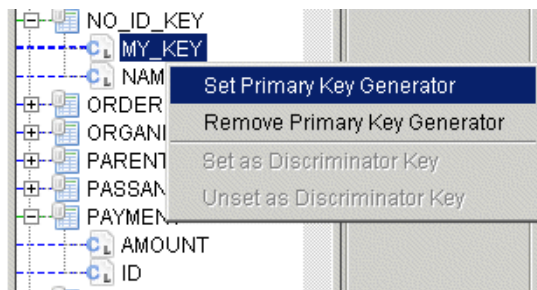 NO_ID_KEY
MY_KEY
NAM
Set Primary Key Generator
ORDER
Remove Primary Key Generator
ORGANI
PARENT
Set as Discriminator Key
PASSAN
Unset as Discriminator Key
PAYMENT
AMOUNT
ID